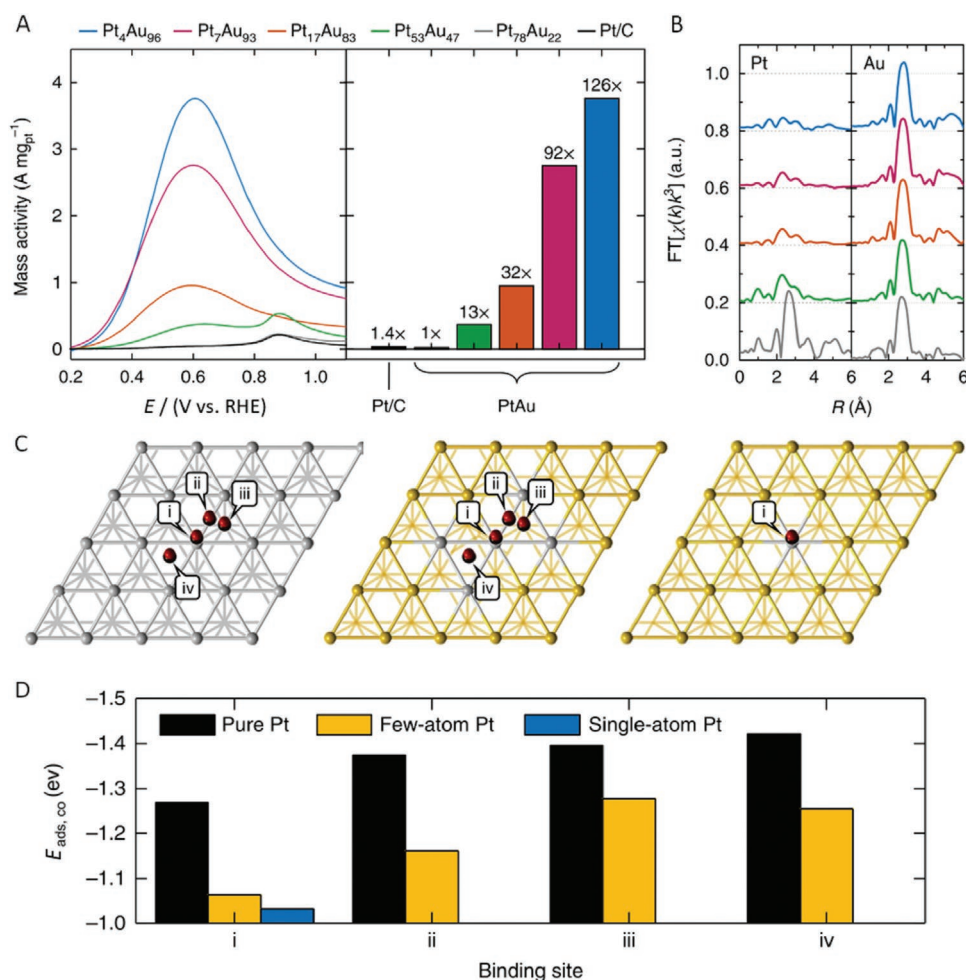 A
Pt₄Au₉₆ Pt₇Au₉₃ Pt₁₇Au₈₃ Pt₅₃Au₄₇ Pt₇₈Au₂₂ Pt/C
Mass activity (A mgₚₜ⁻¹)
4
3
2
1
0
0.2 0.4 0.6 0.8 1.0
E / (V vs. RHE)
1.4×
1×
13×
32×
92×
126×
Pt/C
PtAu
B
Pt Au
FT[χ(k)k³] (a.u.)
1.0
0.8
0.6
0.4
0.2
0.0
0 2 4 6 0 2 4 6
R (Å)
C
i
ii
iii
iv
i
ii
iii
iv
i
D
Pure Pt Few-atom Pt Single-atom Pt
E ads, co (ev)
–1.5
–1.4
–1.3
–1.2
–1.1
–1.0
i ii iii iv
Binding site